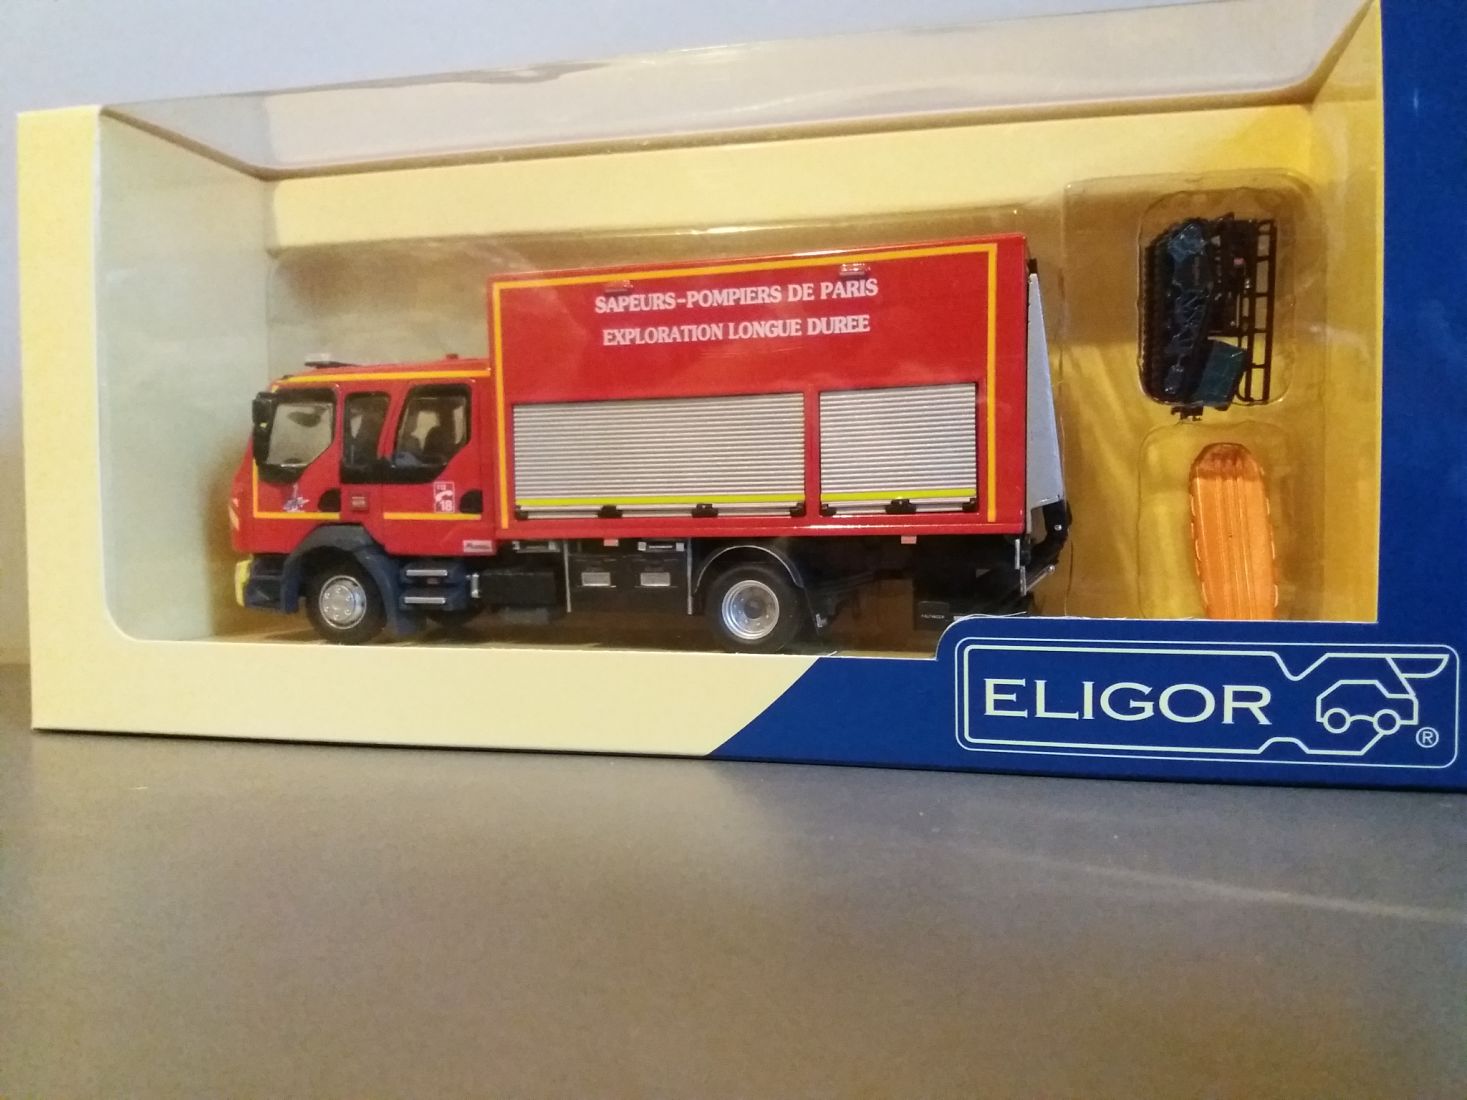 SAPEURS-POMPIERS DE PARIS
EXPLORATION LONGUE DUREE
18
ELIGOR
®